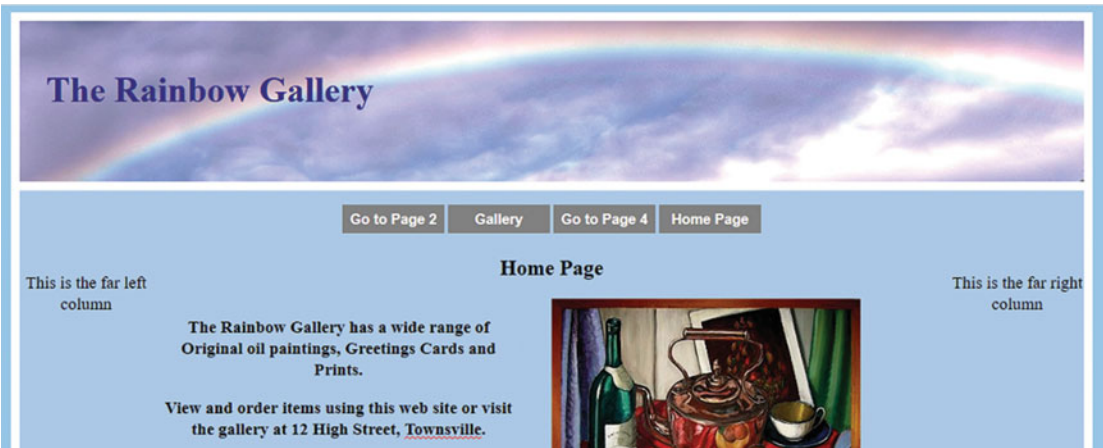 The Rainbow Gallery
Go to Page 2 Gallery Go to Page 4 Home Page
Home Page
This is the far left
column
The Rainbow Gallery has a wide range of
Original oil paintings, Greetings Cards and
Prints.
View and order items using this web site or visit
the gallery at 12 High Street, Townsville.
This is the far right
column